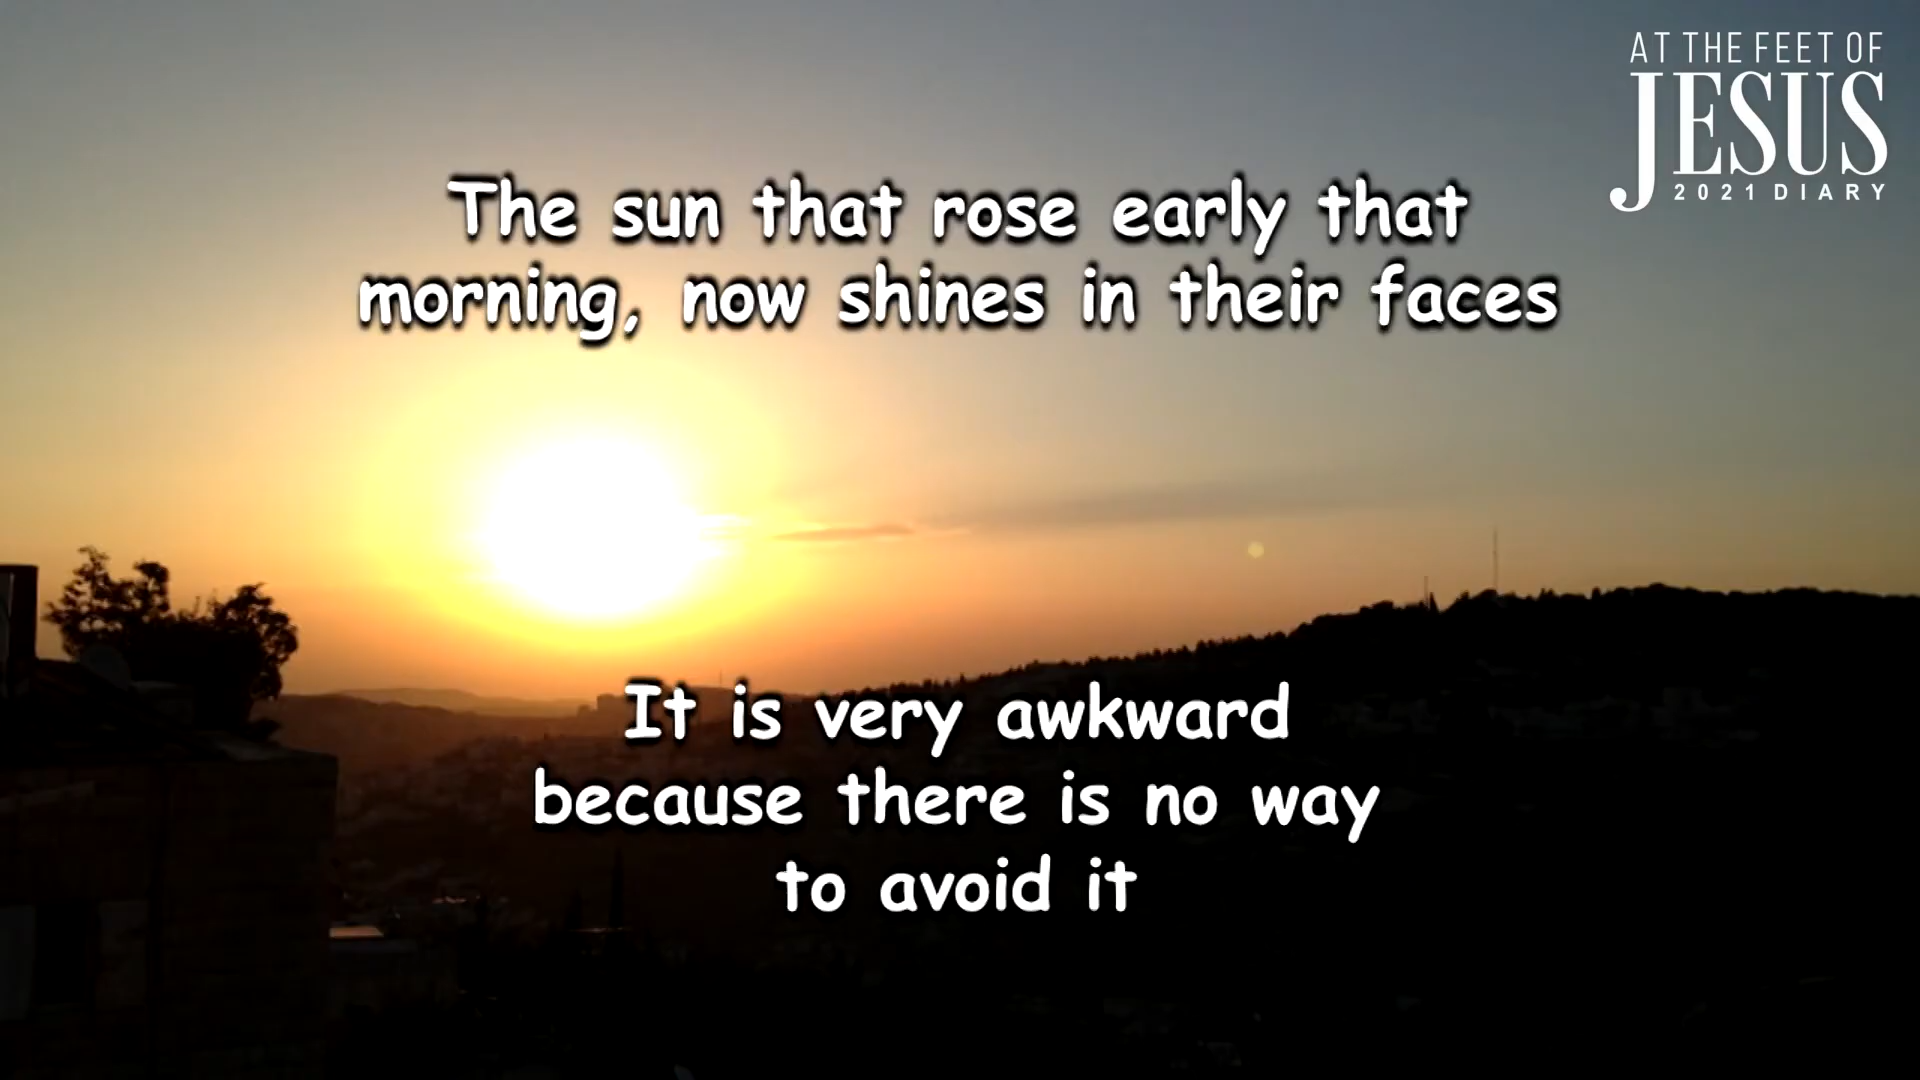 AT THE FEET OF
JESUS
2021 DIARY
The sun that rose early that
morning, now shines in their faces
It is very awkward
because there is no way
to avoid it